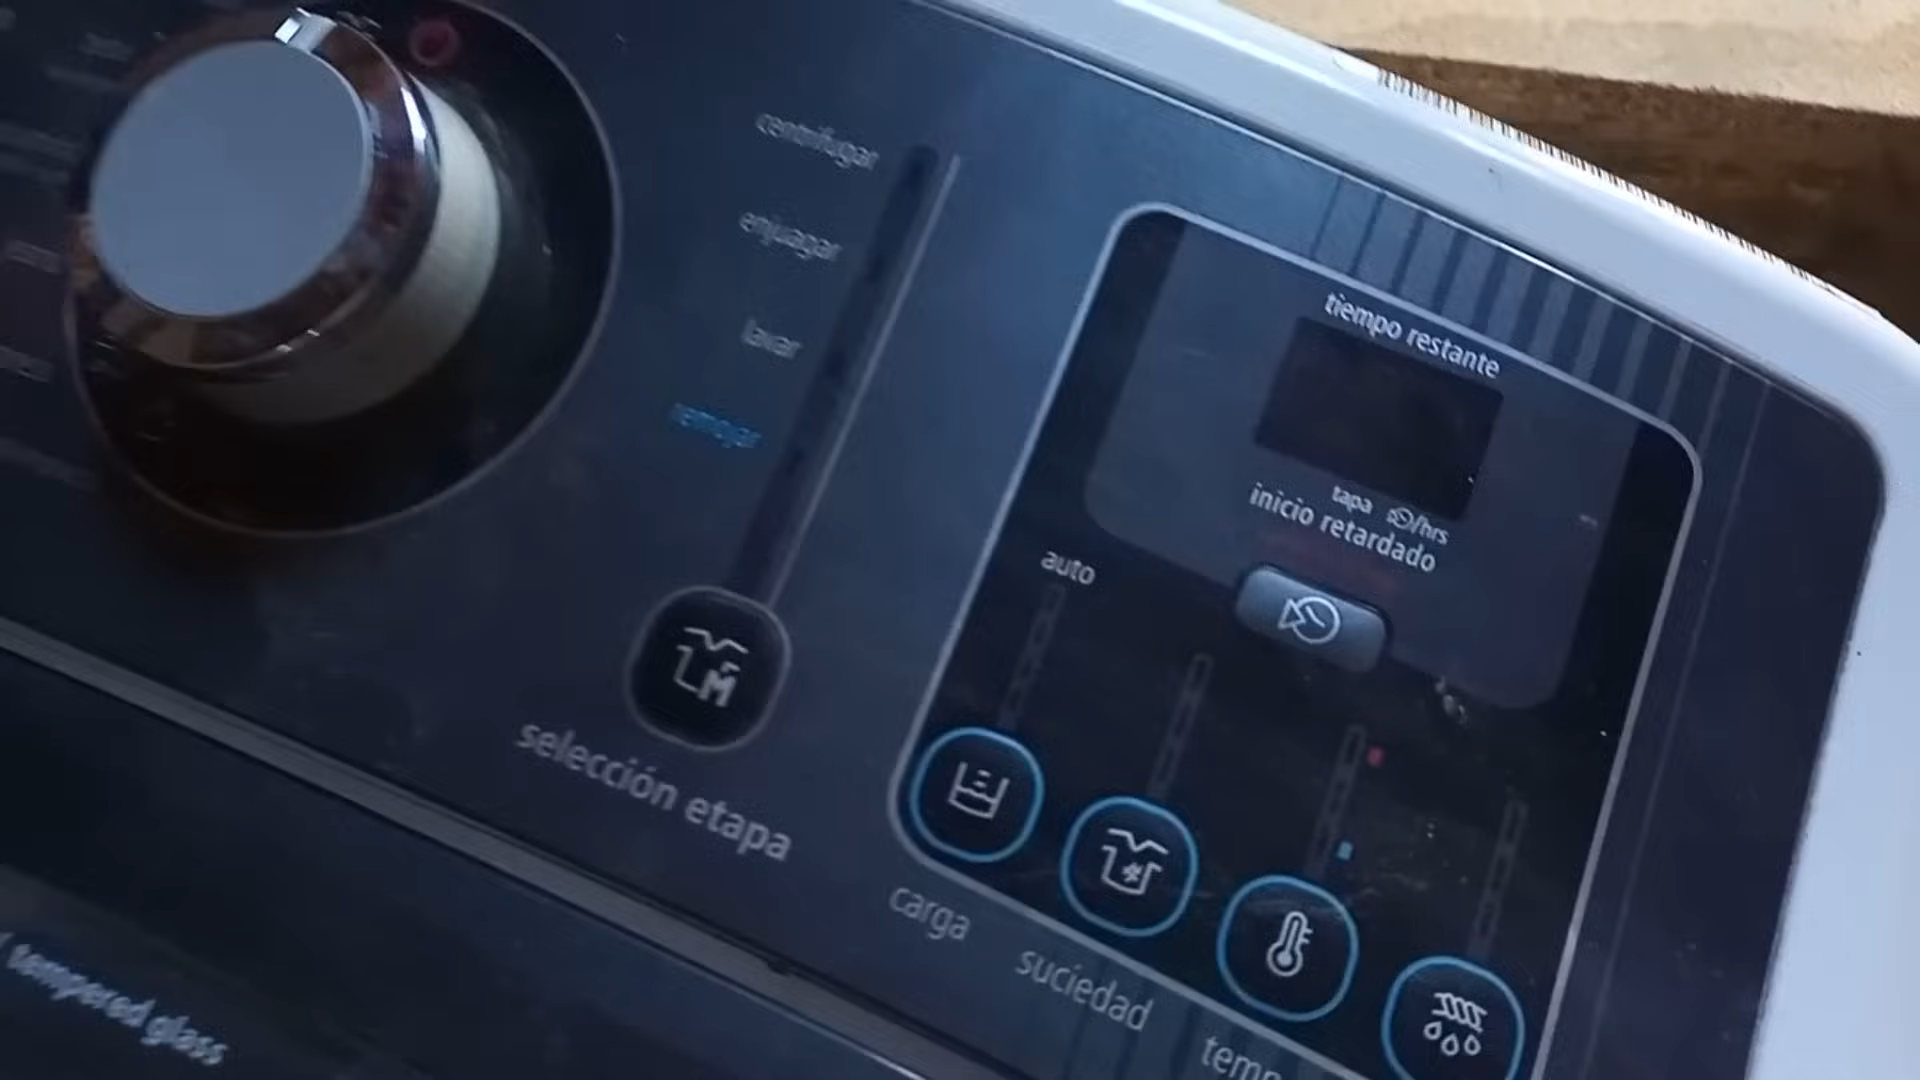 centrifugar
enjuagar
lavar
remojar
selección etapa
tiempo restante
tapa /hrs
inicio retardado
auto
carga
suciedad
temp
tempered glass